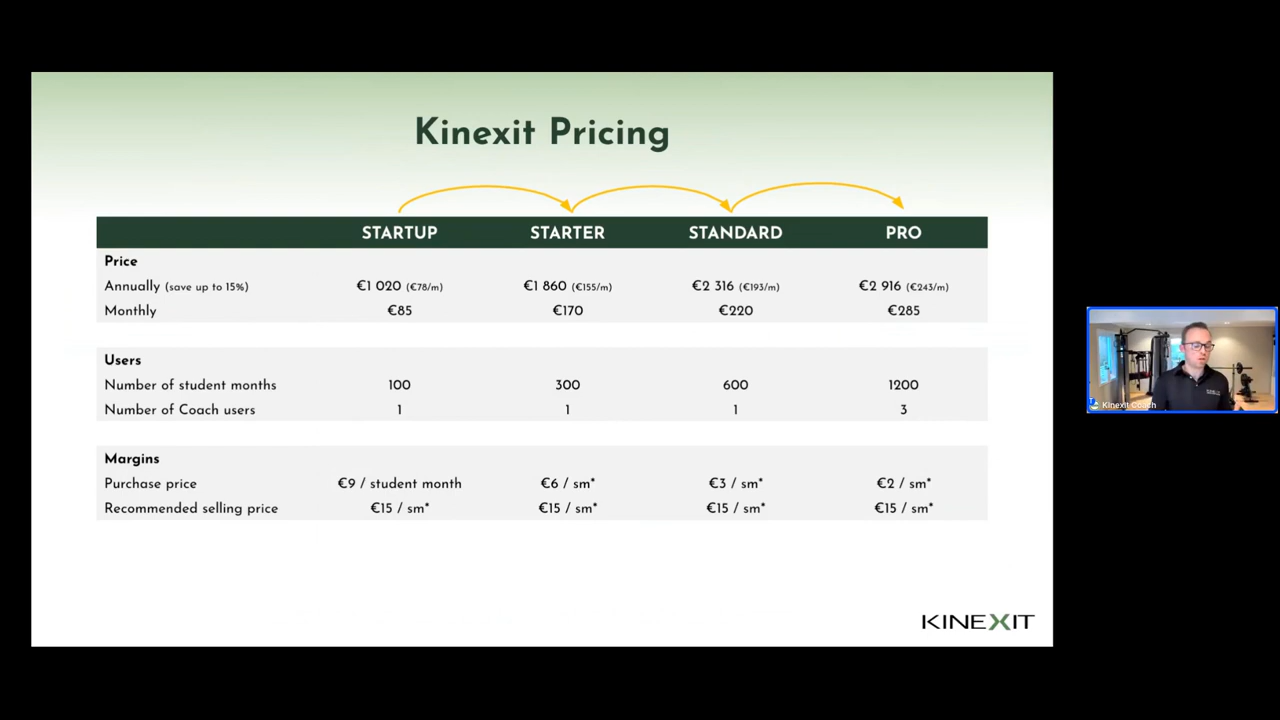 Kinexit Pricing
STARTUP STARTER STANDARD PRO
Price
Annually (save up to 15%) €1 020 (€78/m) €1 860 (€155/m) €2 316 (€193/m) €2 916 (€243/m)
Monthly €85 €170 €220 €285
Users
Number of student months 100 300 600 1200
Number of Coach users 1 1 1 3
Margins
Purchase price €9 / student month €6 / sm* €3 / sm* €2 / sm*
Recommended selling price €15 / sm* €15 / sm* €15 / sm* €15 / sm*
KINEXIT
Kinexit Coach